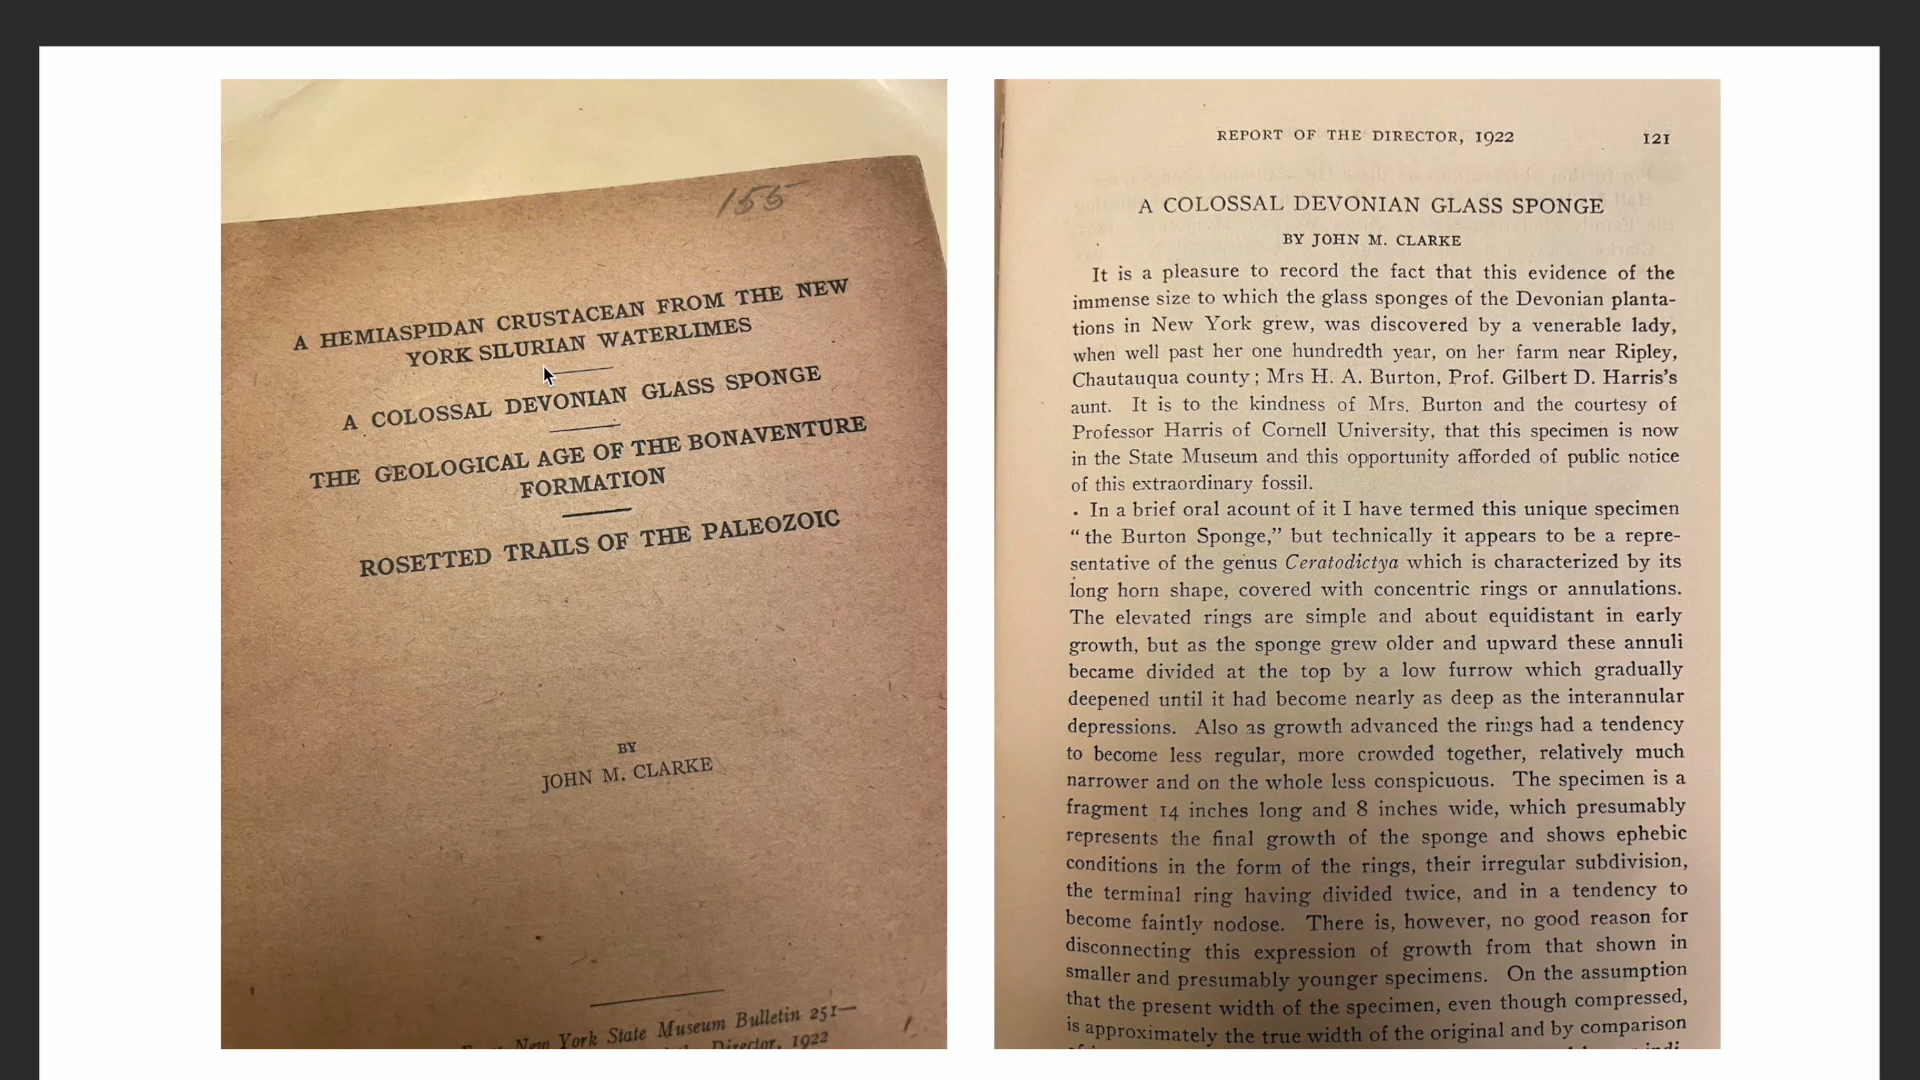 155
A HEMIASPIDAN CRUSTACEAN FROM THE NEW
YORK SILURIAN WATERLIMES
A COLOSSAL DEVONIAN GLASS SPONGE
THE GEOLOGICAL AGE OF THE BONAVENTURE
FORMATION
ROSETTED TRAILS OF THE PALEOZOIC
BY
JOHN M. CLARKE
New York State Museum Bulletin 251—
Director, 1922
REPORT OF THE DIRECTOR, 1922 121
A COLOSSAL DEVONIAN GLASS SPONGE
BY JOHN M. CLARKE
It is a pleasure to record the fact that this evidence of the
immense size to which the glass sponges of the Devonian planta-
tions in New York grew, was discovered by a venerable lady,
when well past her one hundredth year, on her farm near Ripley,
Chautauqua county; Mrs H. A. Burton, Prof. Gilbert D. Harris's
aunt. It is to the kindness of Mrs. Burton and the courtesy of
Professor Harris of Cornell University, that this specimen is now
in the State Museum and this opportunity afforded of public notice
of this extraordinary fossil.
In a brief oral acount of it I have termed this unique specimen
"the Burton Sponge," but technically it appears to be a repre-
sentative of the genus Ceratodictya which is characterized by its
long horn shape, covered with concentric rings or annulations.
The elevated rings are simple and about equidistant in early
growth, but as the sponge grew older and upward these annuli
became divided at the top by a low furrow which gradually
deepened until it had become nearly as deep as the interannular
depressions. Also as growth advanced the rings had a tendency
to become less regular, more crowded together, relatively much
narrower and on the whole less conspicuous. The specimen is a
fragment 14 inches long and 8 inches wide, which presumably
represents the final growth of the sponge and shows ephebic
conditions in the form of the rings, their irregular subdivision,
the terminal ring having divided twice, and in a tendency to
become faintly nodose. There is, however, no good reason for
disconnecting this expression of growth from that shown in
smaller and presumably younger specimens. On the assumption
that the present width of the specimen, even though compressed,
is approximately the true width of the original and by comparison